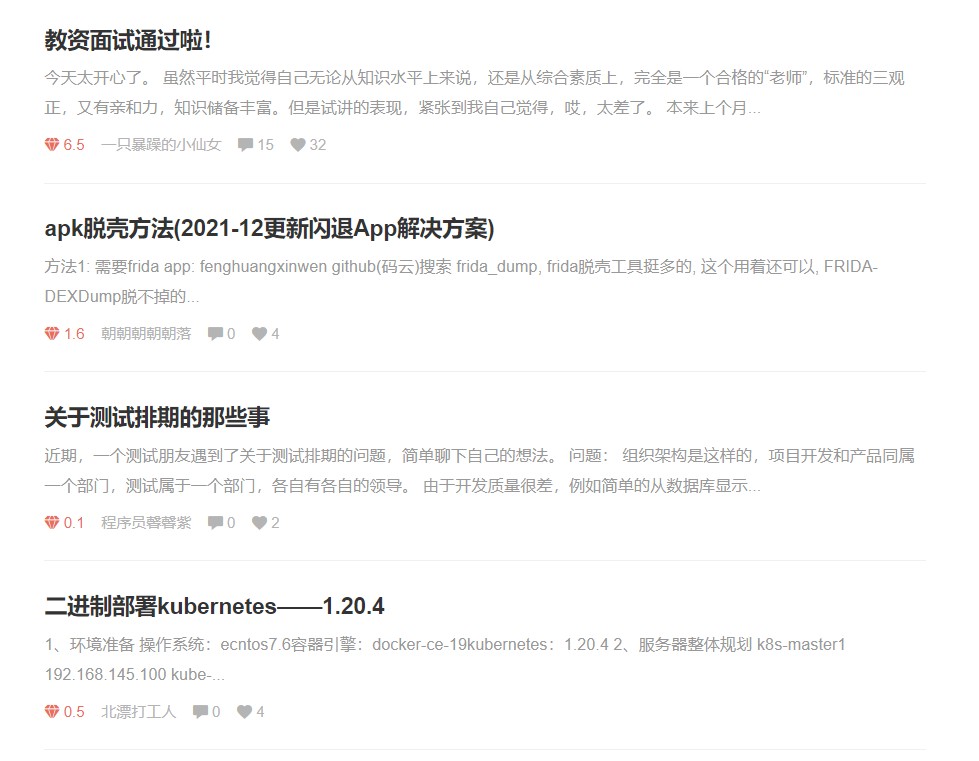 教资面试通过啦！
今天太开心了。 虽然平时我觉得自己无论从知识水平上来说，还是从综合素质上，完全是一个合格的“老师”，标准的三观
正，又有亲和力，知识储备丰富。但是试讲的表现，紧张到我自己觉得，哎，太差了。 本来上个月...
6.5 一只暴躁的小仙女 15 32
apk脱壳方法(2021-12更新闪退App解决方案)
方法1: 需要frida app: fenghuangxinwen github(码云)搜索 frida_dump, frida脱壳工具挺多的, 这个用着还可以, FRIDA-
DEXDump脱不掉的...
1.6 朝朝朝朝朝落 0 4
关于测试排期的那些事
近期，一个测试朋友遇到了关于测试排期的问题，简单聊下自己的想法。 问题： 组织架构是这样的，项目开发和产品同属
一个部门，测试属于一个部门，各自有各自的领导。 由于开发质量很差，例如简单的从数据库显示...
0.1 程序员馨馨紫 0 2
二进制部署kubernetes——1.20.4
1、环境准备 操作系统：ecntos7.6容器引擎：docker-ce-19kubernetes：1.20.4 2、服务器整体规划 k8s-master1
192.168.145.100 kube-...
0.5 北漂打工人 0 4